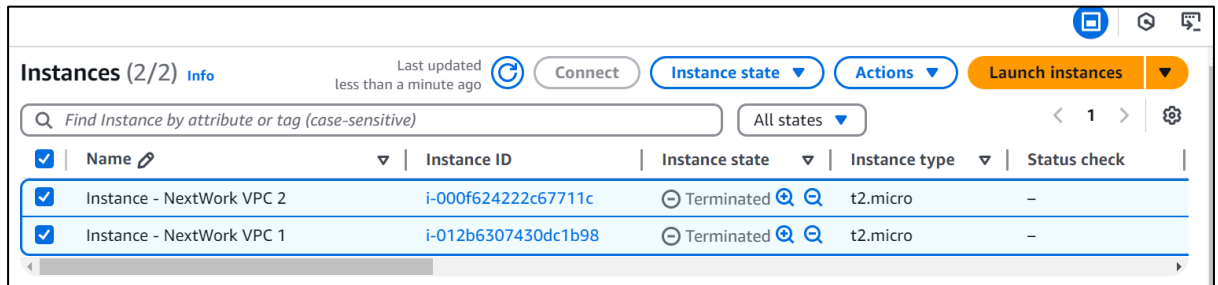 Instances (2/2) Info
Last updated
less than a minute ago
Connect
Instance state
Actions
Launch instances
Find Instance by attribute or tag (case-sensitive)
All states
1
Name Instance ID Instance state Instance type Status check
Instance - NextWork VPC 2 i-000f624222c67711c Terminated t2.micro –
Instance - NextWork VPC 1 i-012b6307430dc1b98 Terminated t2.micro –